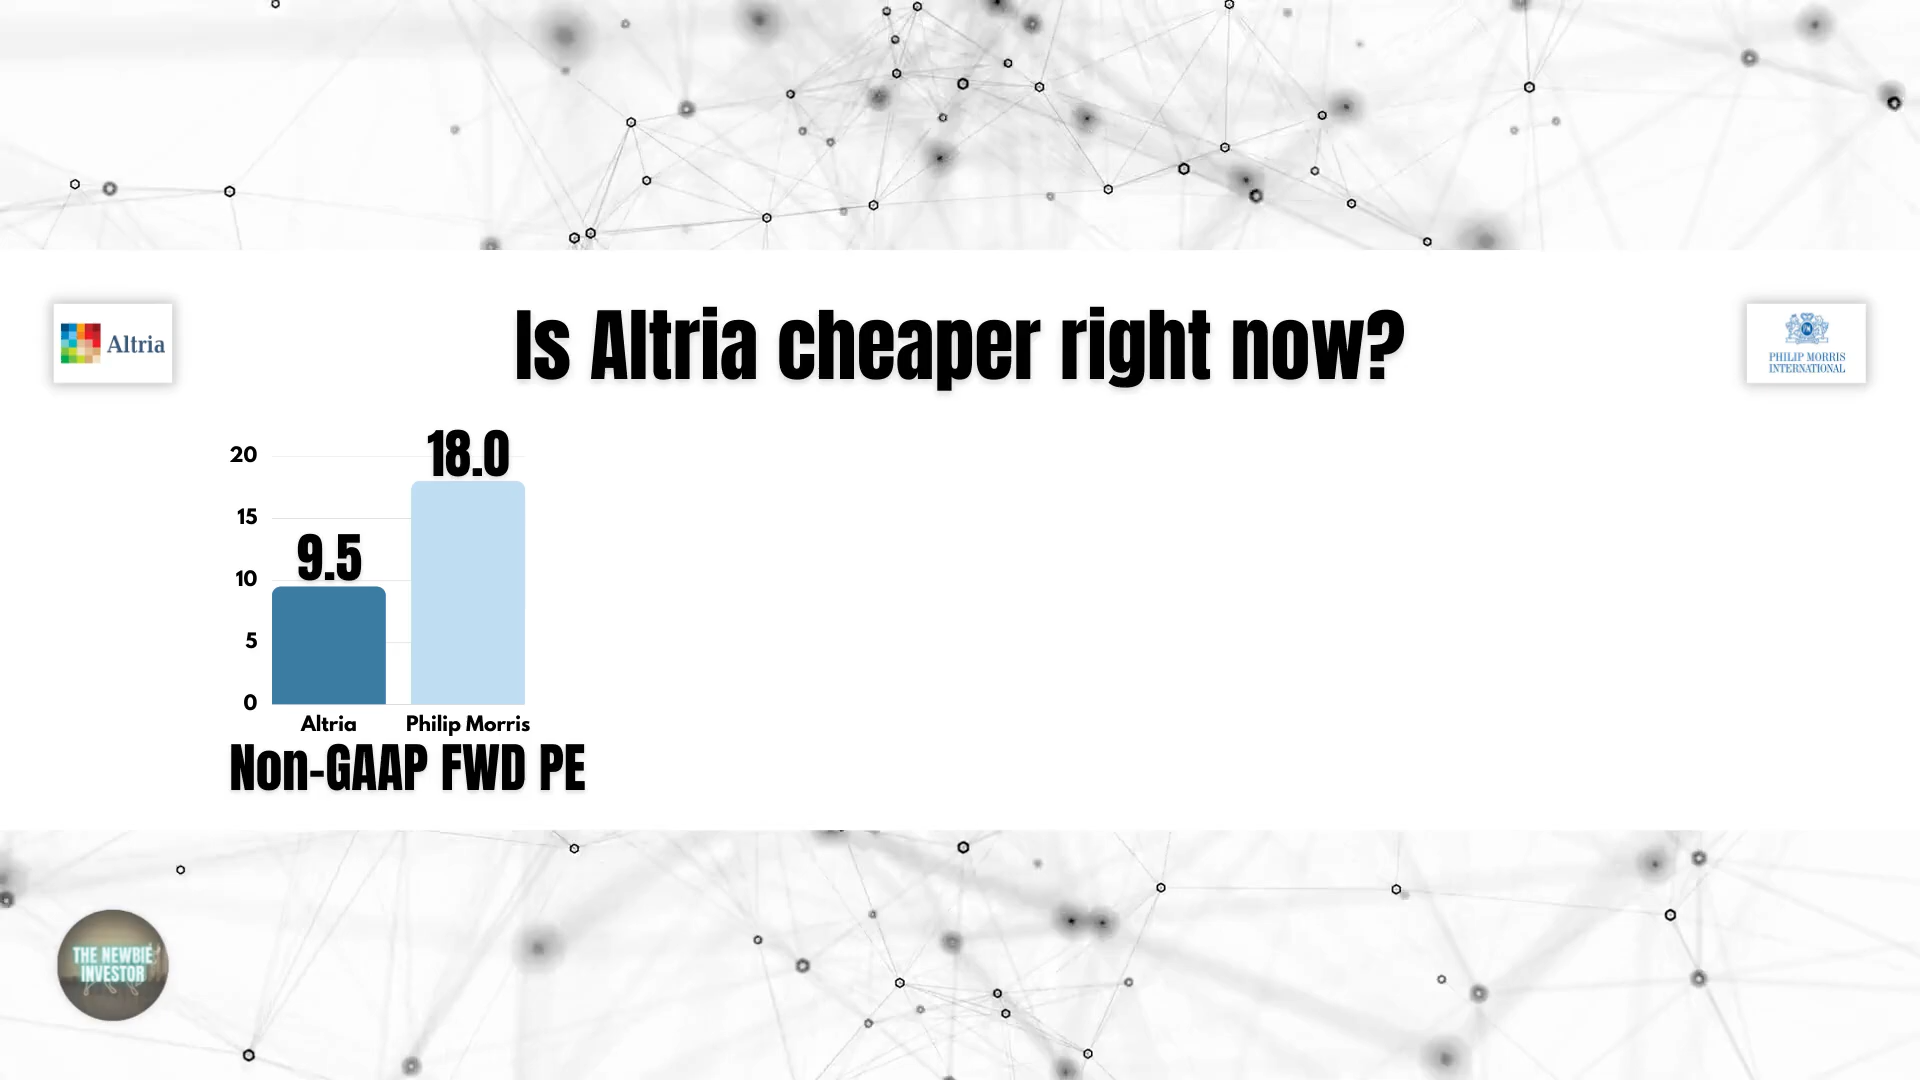 Is Altria cheaper right now?
Altria
PHILIP MORRIS
INTERNATIONAL
20
15
10
5
0
9.5
18.0
Altria
Philip Morris
Non-GAAP FWD PE
THE NEWBIE
INVESTOR